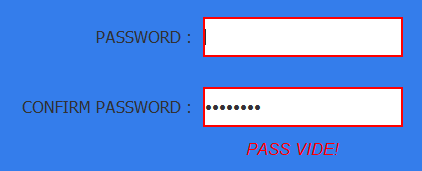 PASSWORD :
CONFIRM PASSWORD : ••••••••
PASS VIDE!